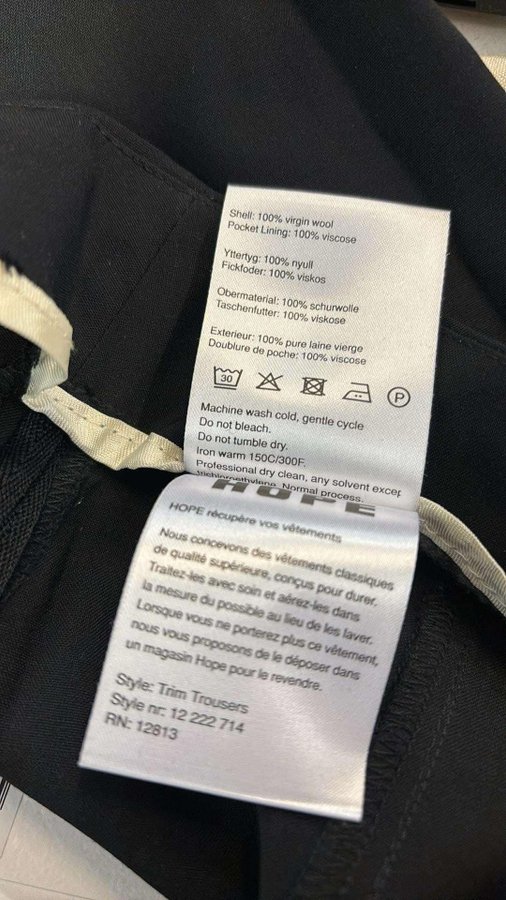 Shell: 100% virgin wool
Pocket Lining: 100% viscose
Yttertyg: 100% nyull
Fickfoder: 100% viskos
Obermaterial: 100% schurwolle
Taschenfutter: 100% viskose
Exterieur: 100% pure laine vierge
Doublure de poche: 100% viscose
30
P
Machine wash cold, gentle cycle
Do not bleach.
Do not tumble dry.
Iron warm 150C/300F.
Professional dry clean, any solvent excep
trichloroethylene. Normal process.
HOPE
HOPE récupère vos vêtements
Nous concevons des vêtements classiques
de qualité supérieure, conçus pour durer.
Traitez-les avec soin et aérez-les dans
la mesure du possible au lieu de les laver.
Lorsque vous ne porterez plus ce vêtement,
nous vous proposons de le déposer dans
un magasin Hope pour le revendre.
Style: Trim Trousers
Style nr: 12 222 714
RN: 12813